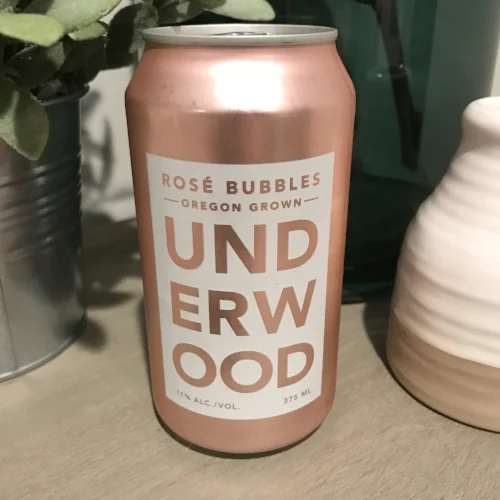 ROSÉ BUBBLES
OREGON GROWN
UND
ERW
OOD
11% ALC./VOL. 375 ML